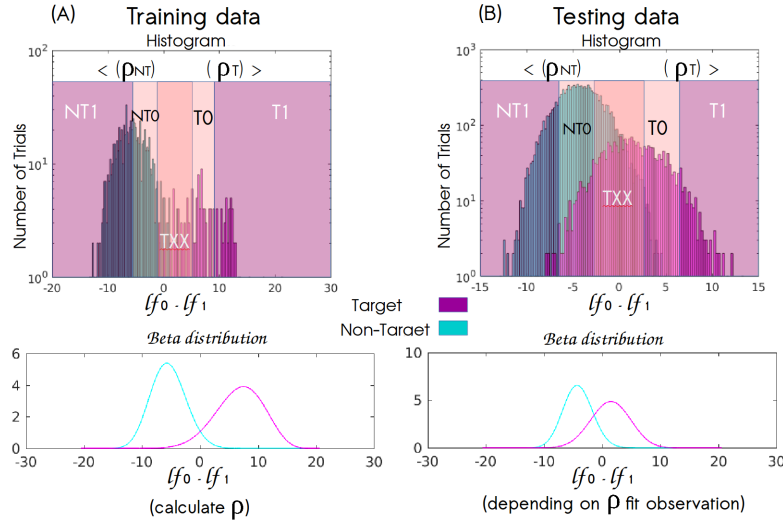 (A) Training data
Histogram
< (ρNT) (ρT) >
10²
10¹
10⁰
Number of Trials
NT1 NT0 T0 T1
TXX
-20 -10 0 10 20 30
lf0 - lf1
(B) Testing data
Histogram
< (ρNT) (ρT) >
10³
10²
10¹
10⁰
Number of Trials
NT1 NT0 T0 T1
TXX
-15 -10 -5 0 5 10 15
lf0 - lf1
Target
Non-Taraet
Beta distribution
6
4
2
0
-30 -20 -10 0 10 20 30
lf0 - lf1
(calculate ρ)
Beta distribution
10
5
0
-30 -20 -10 0 10 20 30
lf0 - lf1
(depending on ρ fit observation)